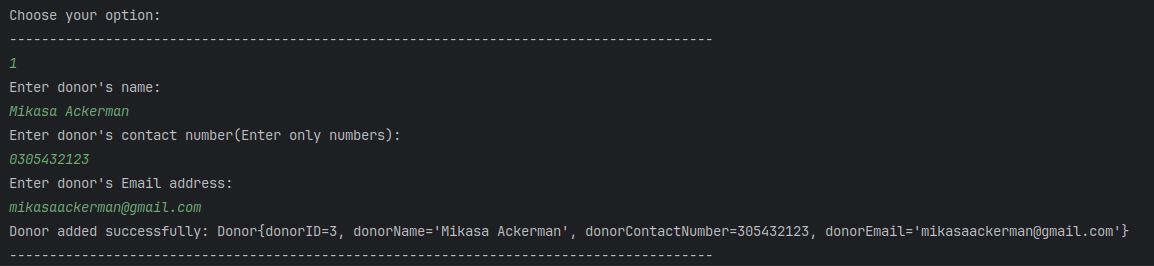 Choose your option:
----------------------------------------------------------------------------------------
1
Enter donor's name:
Mikasa Ackerman
Enter donor's contact number(Enter only numbers):
0305432123
Enter donor's Email address:
mikasaackerman@gmail.com
Donor added successfully: Donor{donorID=3, donorName='Mikasa Ackerman', donorContactNumber=305432123, donorEmail='mikasaackerman@gmail.com'}
----------------------------------------------------------------------------------------